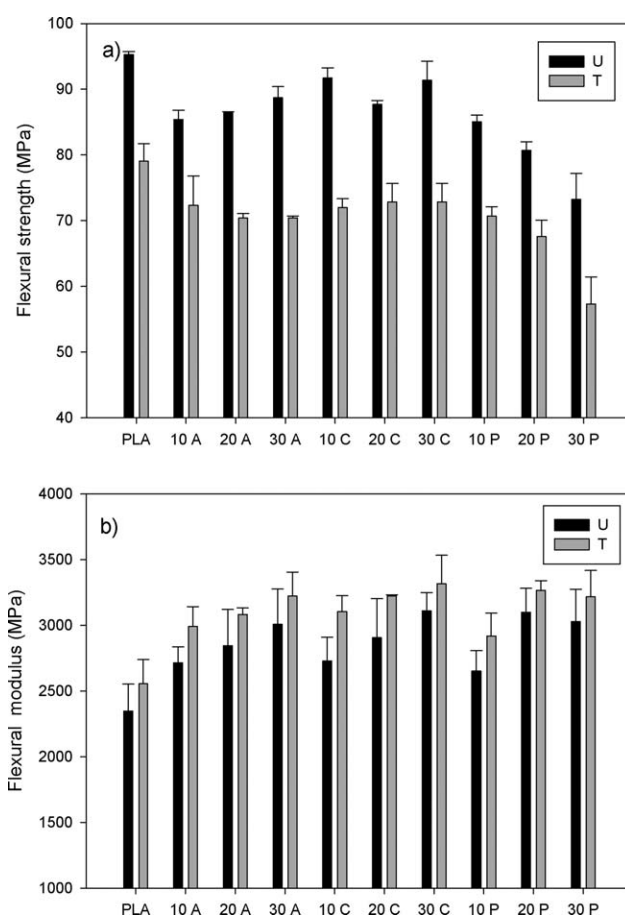 a)
U
T
Flexural strength (MPa)
100
90
80
70
60
50
40
PLA 10 A 20 A 30 A 10 C 20 C 30 C 10 P 20 P 30 P
b)
U
T
Flexural modulus (MPa)
4000
3500
3000
2500
2000
1500
1000
PLA 10 A 20 A 30 A 10 C 20 C 30 C 10 P 20 P 30 P